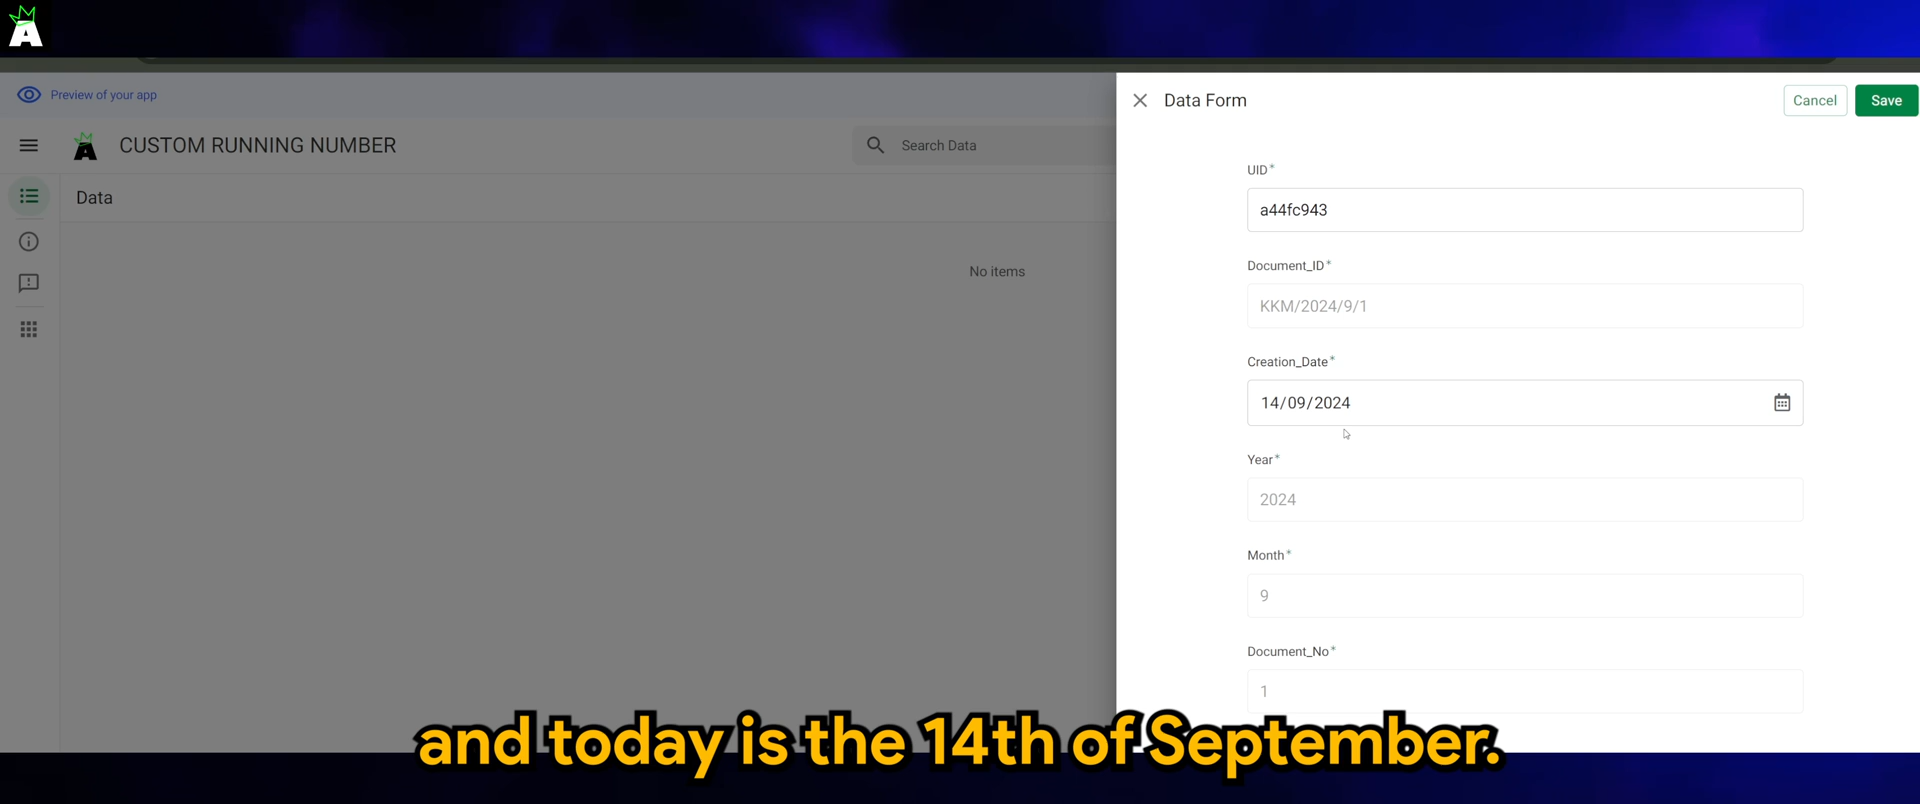 Preview of your app
CUSTOM RUNNING NUMBER
Search Data
Data
No items
Data Form
Cancel
Save
UID*
a44fc943
Document_ID*
KKM/2024/9/1
Creation_Date*
14/09/2024
Year*
2024
Month*
9
Document_No*
1
and today is the 14th of September.